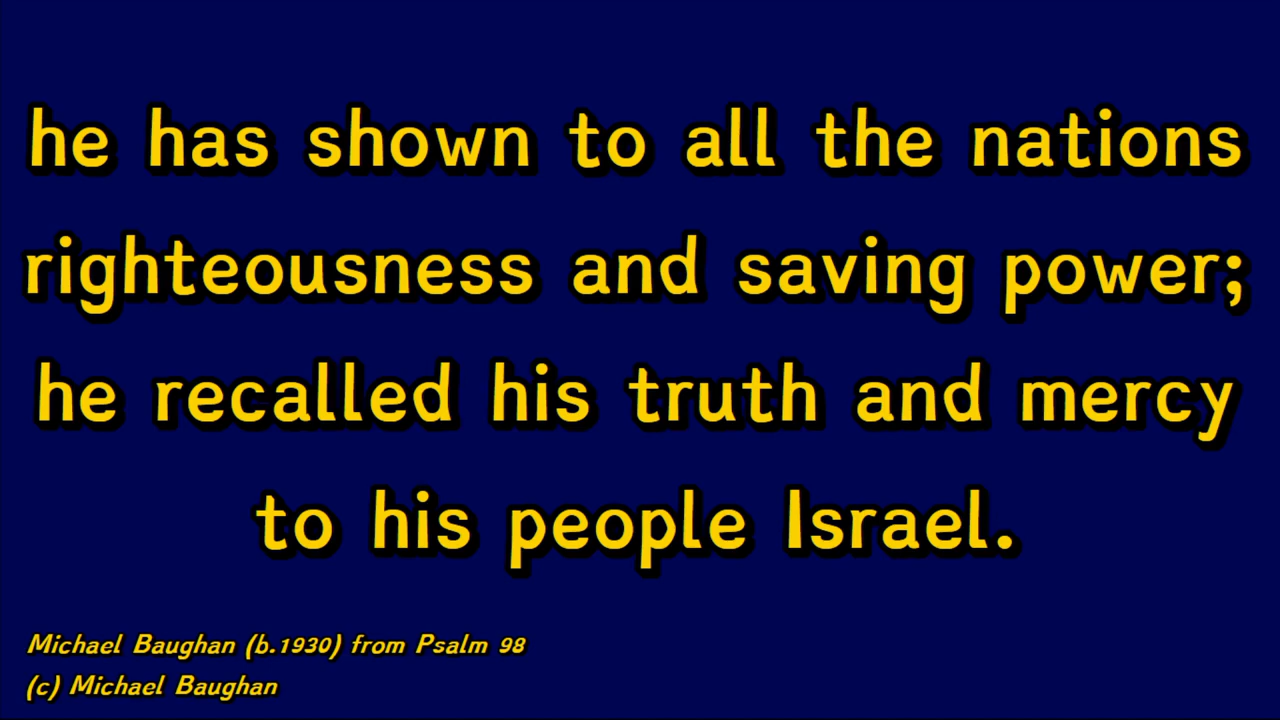 he has shown to all the nations
righteousness and saving power;
he recalled his truth and mercy
to his people Israel.
Michael Baughan (b.1930) from Psalm 98
(c) Michael Baughan